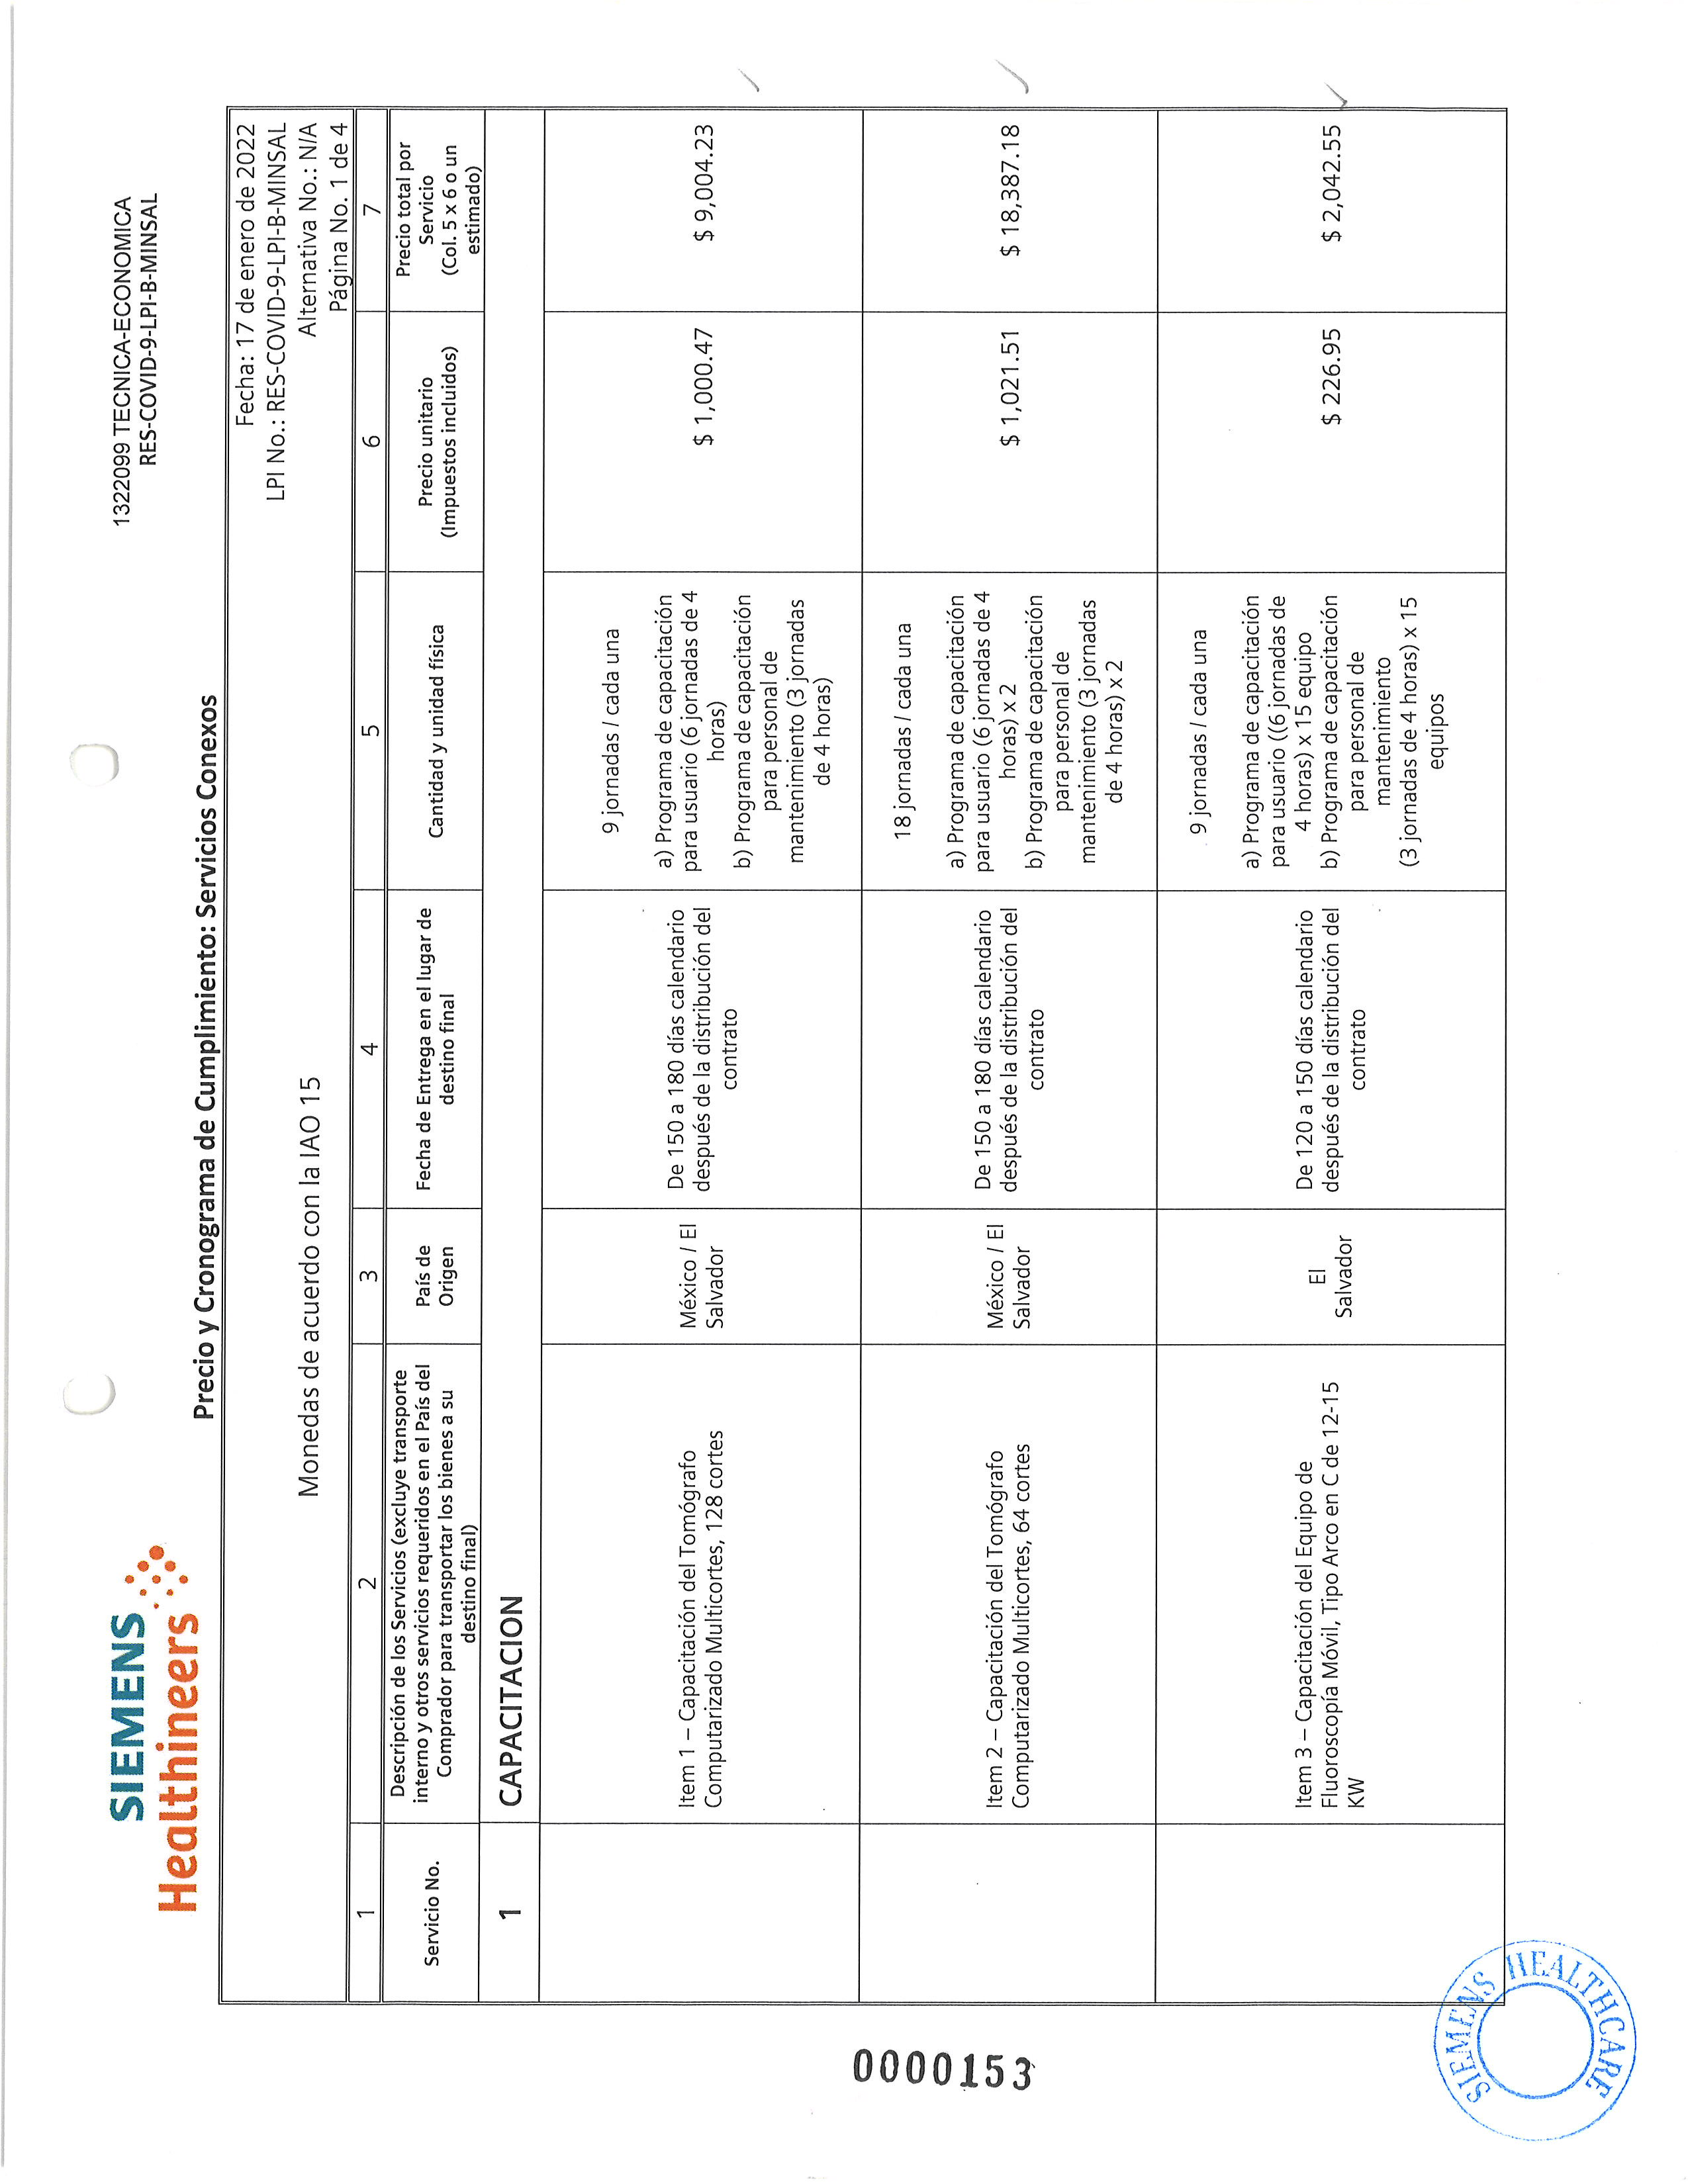 SIEMENS
Healthineers
1322099 TECNICA-ECONOMICA
RES-COVID-9-LPI-B-MINSAL
Precio y Cronograma de Cumplimiento: Servicios Conexos
Monedas de acuerdo con la IAO 15
Fecha: 17 de enero de 2022
LPI No.: RES-COVID-9-LPI-B-MINSAL
Alternativa No.: N/A
Página No. 1 de 4
1
2
3
4
5
6
7
Servicio No.
Descripción de los Servicios (excluye transporte
interno y otros servicios requeridos en el País del
Comprador para transportar los bienes a su
destino final)
País de
Origen
Fecha de Entrega en el lugar de
destino final
Cantidad y unidad física
Precio unitario
(Impuestos incluidos)
Precio total por
Servicio
(Col. 5 x 6 o un
estimado)
1
CAPACITACION
Item 1 – Capacitación del Tomógrafo
Computarizado Multicortes, 128 cortes
México / El
Salvador
De 150 a 180 días calendario
después de la distribución del
contrato
9 jornadas / cada una
a) Programa de capacitación
para usuario (6 jornadas de 4
horas)
b) Programa de capacitación
para personal de
mantenimiento (3 jornadas
de 4 horas)
$ 1,000.47
$ 9,004.23
Item 2 – Capacitación del Tomógrafo
Computarizado Multicortes, 64 cortes
México / El
Salvador
De 150 a 180 días calendario
después de la distribución del
contrato
18 jornadas / cada una
a) Programa de capacitación
para usuario (6 jornadas de 4
horas) x 2
b) Programa de capacitación
para personal de
mantenimiento (3 jornadas
de 4 horas) x 2
$ 1,021.51
$ 18,387.18
Item 3 – Capacitación del Equipo de
Fluoroscopía Móvil, Tipo Arco en C de 12-15
KW
El
Salvador
De 120 a 150 días calendario
después de la distribución del
contrato
9 jornadas / cada una
a) Programa de capacitación
para usuario ((6 jornadas de
4 horas) x 15 equipo
b) Programa de capacitación
para personal de
mantenimiento
(3 jornadas de 4 horas) x 15
equipos
$ 226.95
$ 2,042.55
0000153
SIEMENS HEALTHCARE